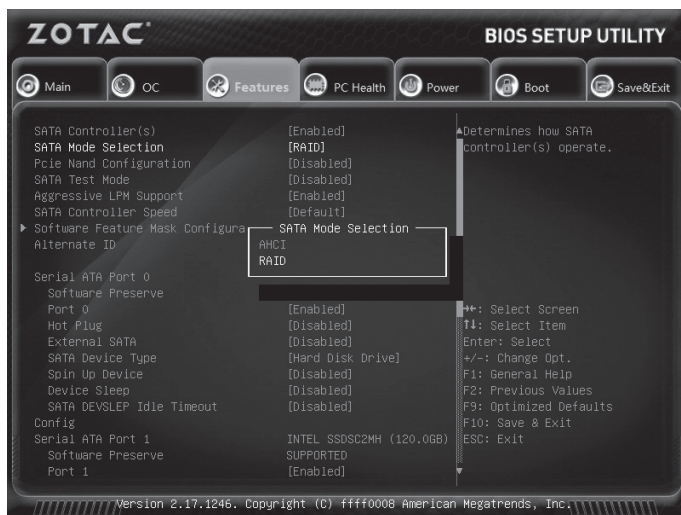 ZOTAC
BIOS SETUP UTILITY
Main OC Features PC Health Power Boot Save&Exit
SATA Controller(s) [Enabled]
SATA Mode Selection [RAID]
Pcie Nand Configuration [Disabled]
SATA Test Mode [Disabled]
Aggressive LPM Support [Enabled]
SATA Controller Speed [Default]
Software Feature Mask Configura
Alternate ID
SATA Mode Selection
AHCI
RAID
Serial ATA Port 0
Software Preserve
Port 0 [Enabled]
Hot Plug [Disabled]
External SATA [Disabled]
SATA Device Type [Hard Disk Drive]
Spin Up Device [Disabled]
Device Sleep [Disabled]
SATA DEVSLEP Idle Timeout [Disabled]
Config
Serial ATA Port 1 INTEL SSDSC2MH (120.0GB)
Software Preserve SUPPORTED
Port 1 [Enabled]
Determines how SATA
controller(s) operate.
→←: Select Screen
↑↓: Select Item
Enter: Select
+/-: Change Opt.
F1: General Help
F2: Previous Values
F9: Optimized Defaults
F10: Save & Exit
ESC: Exit
Version 2.17.1246. Copyright (C) ffff0008 American Megatrends, Inc.